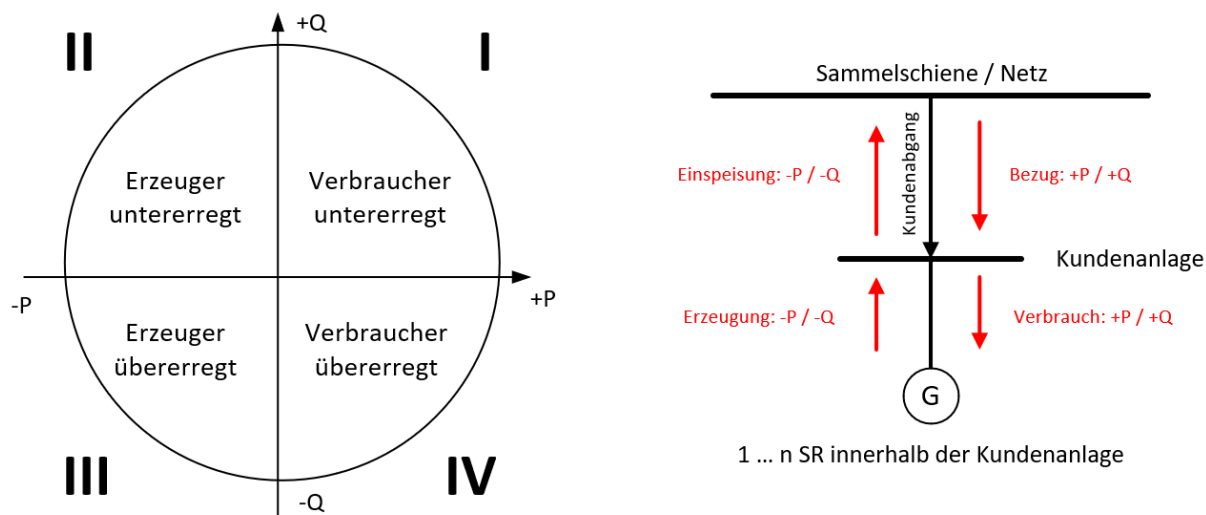 +Q
II
I
Erzeuger
untererregt
Verbraucher
untererregt
-P
+P
Erzeuger
übererregt
Verbraucher
übererregt
III
IV
-Q
Sammelschiene / Netz
Kundenabgang
Einspeisung: -P / -Q
Bezug: +P / +Q
Kundenanlage
Erzeugung: -P / -Q
Verbrauch: +P / +Q
G
1 ... n SR innerhalb der Kundenanlage